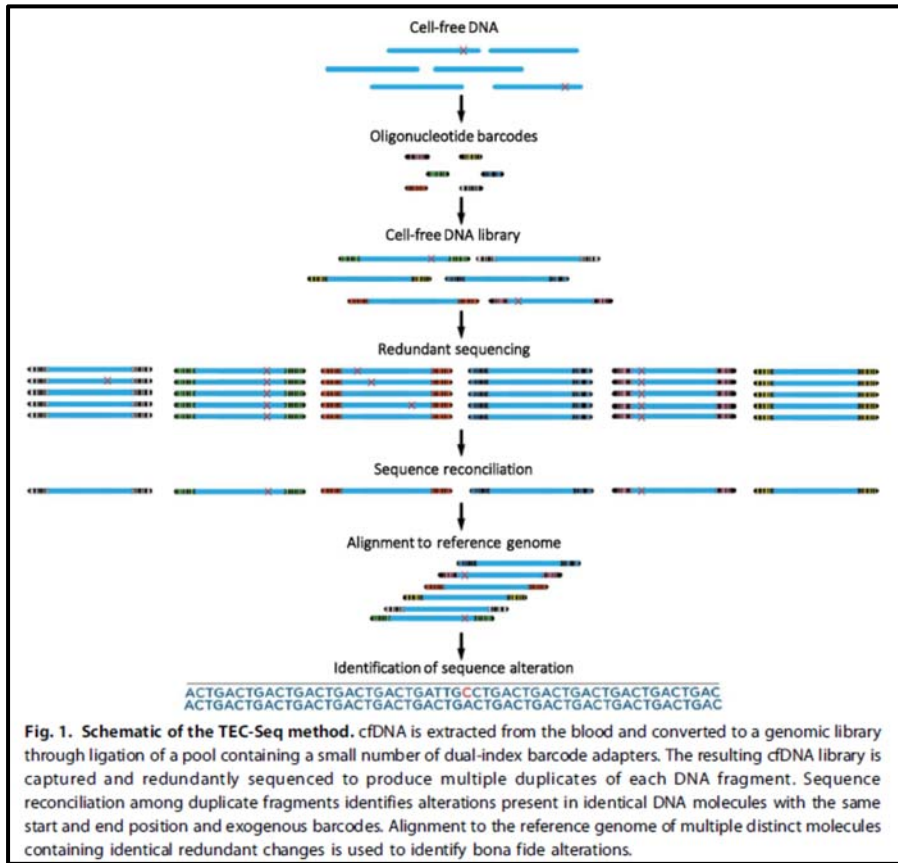 Cell-free DNA
Oligonucleotide barcodes
Cell-free DNA library
Redundant sequencing
Sequence reconciliation
Alignment to reference genome
Identification of sequence alteration
ACTGACTGACTGACTGACTGACTGATTGCCTGACTGACTGACTGACTGACTGAC
ACTGACTGACTGACTGACTGACTGACTGACTGACTGACTGACTGACTGACTGAC
Fig. 1. Schematic of the TEC-Seq method. cfDNA is extracted from the blood and converted to a genomic library
through ligation of a pool containing a small number of dual-index barcode adapters. The resulting cfDNA library is
captured and redundantly sequenced to produce multiple duplicates of each DNA fragment. Sequence
reconciliation among duplicate fragments identifies alterations present in identical DNA molecules with the same
start and end position and exogenous barcodes. Alignment to the reference genome of multiple distinct molecules
containing identical redundant changes is used to identify bona fide alterations.